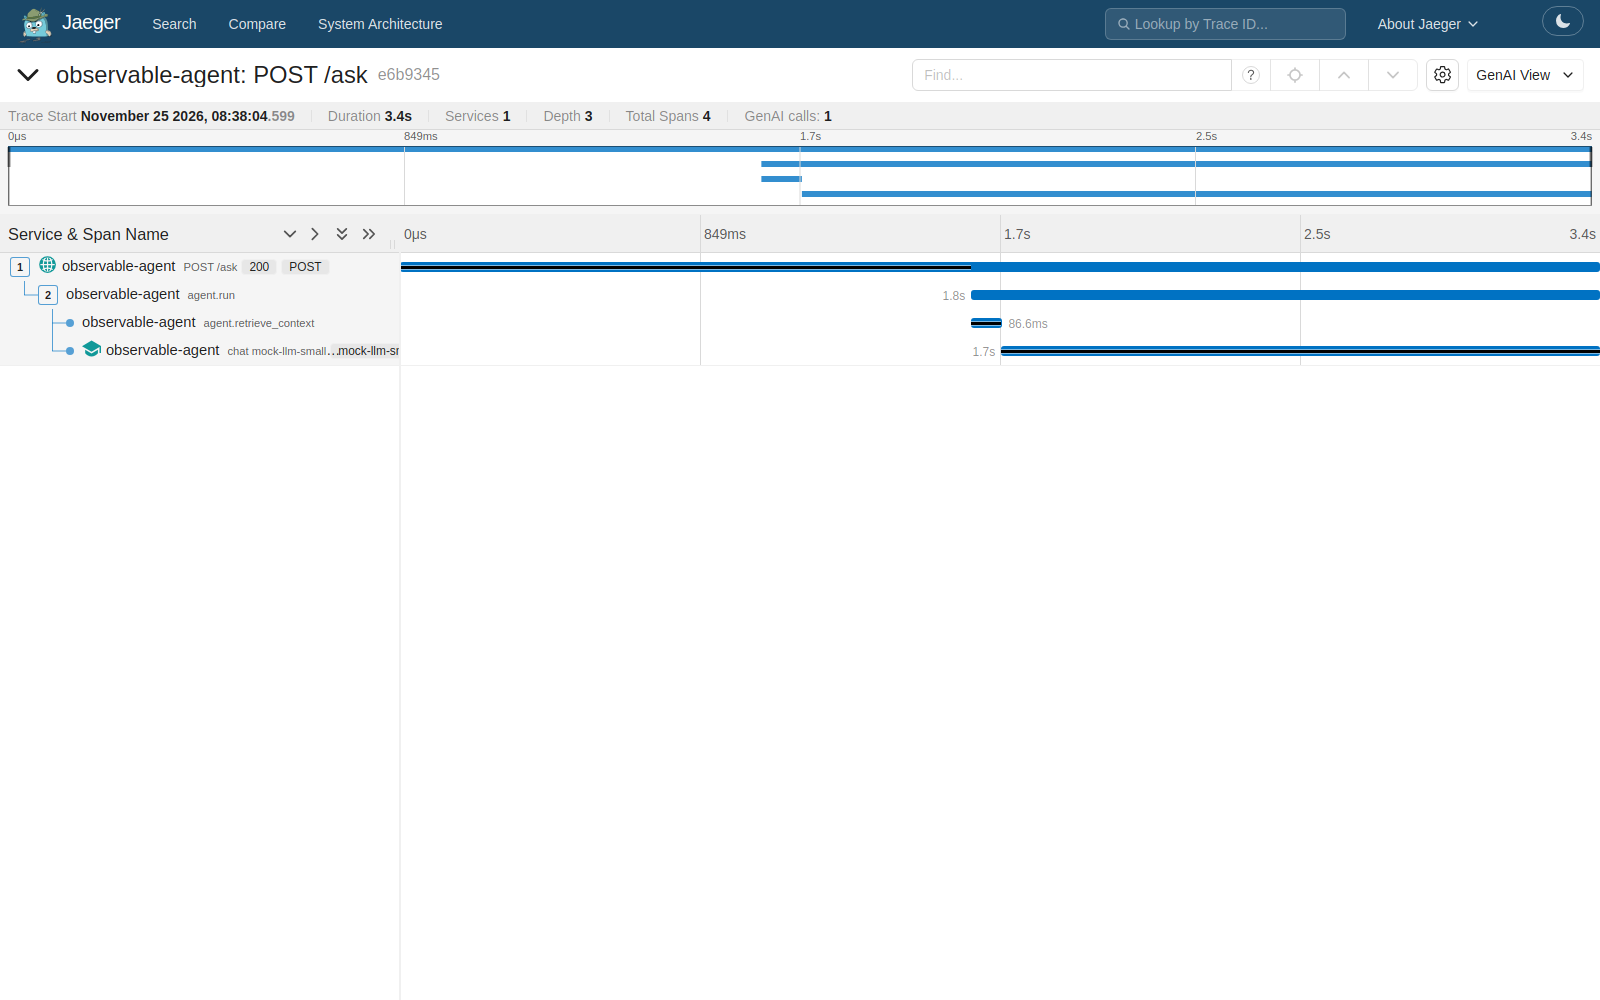 Jaeger Search Compare System Architecture Lookup by Trace ID... About Jaeger
observable-agent: POST /ask e6b9345 Find... ? GenAI View
Trace Start November 25 2026, 08:38:04.599 Duration 3.4s Services 1 Depth 3 Total Spans 4 GenAI calls: 1
0μs 849ms 1.7s 2.5s 3.4s
Service & Span Name 0μs 849ms 1.7s 2.5s 3.4s
1 observable-agent POST /ask 200 POST
2 observable-agent agent.run 1.8s
observable-agent agent.retrieve_context 86.6ms
observable-agent chat mock-llm-small... mock-llm-sm 1.7s